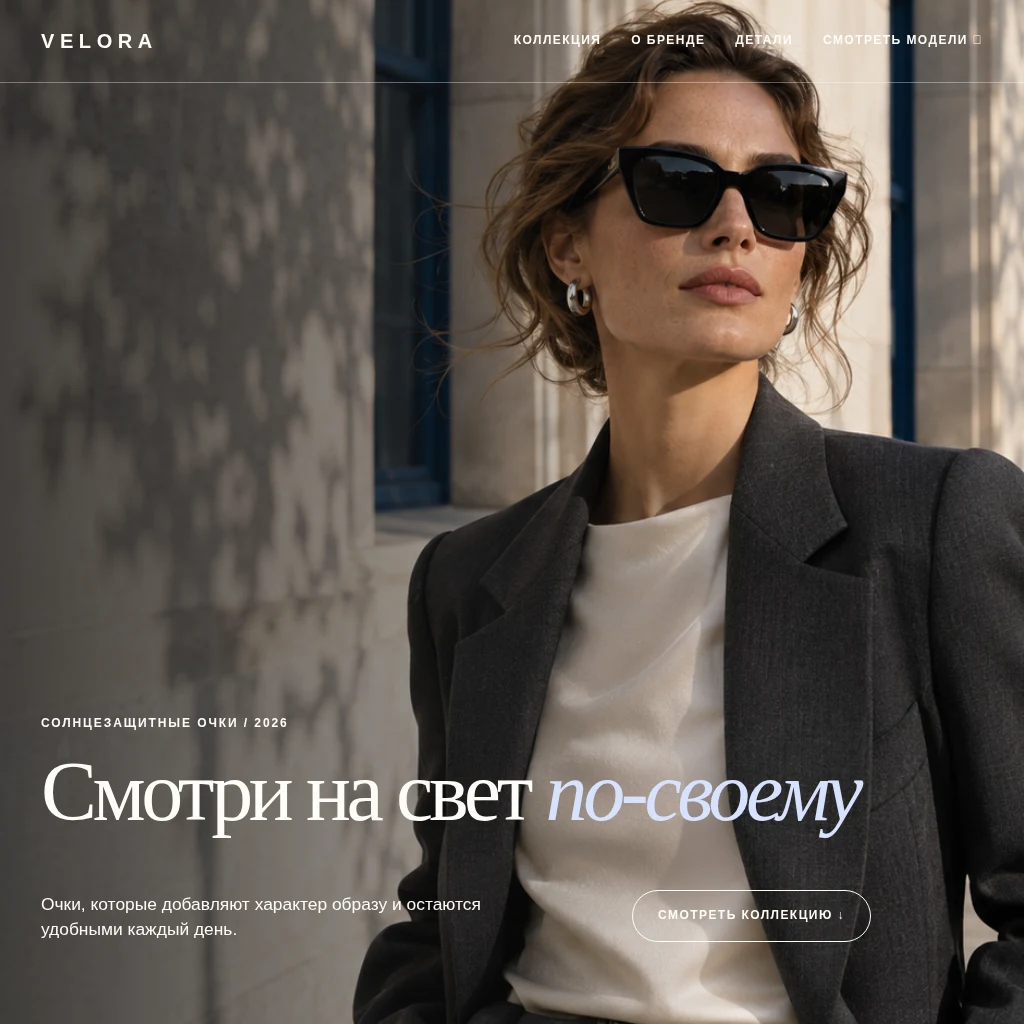 VELORA
КОЛЛЕКЦИЯ О БРЕНДЕ ДЕТАЛИ СМОТРЕТЬ МОДЕЛИ
СОЛНЦЕЗАЩИТНЫЕ ОЧКИ / 2026
Смотри на свет по-своему
Очки, которые добавляют характер образу и остаются
удобными каждый день.
СМОТРЕТЬ КОЛЛЕКЦИЮ ↓